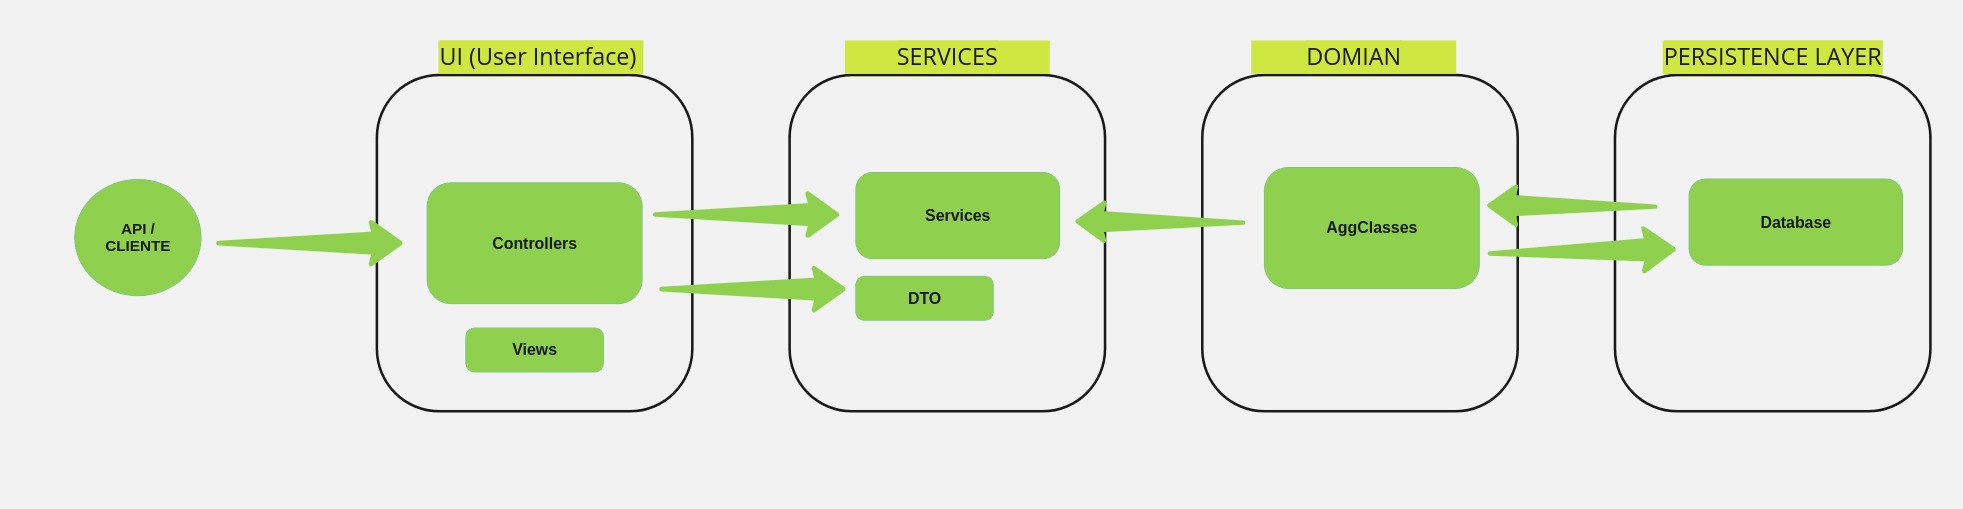 UI (User Interface)
SERVICES
DOMIAN
PERSISTENCE LAYER
API /
CLIENTE
Controllers
Views
Services
DTO
AggClasses
Database